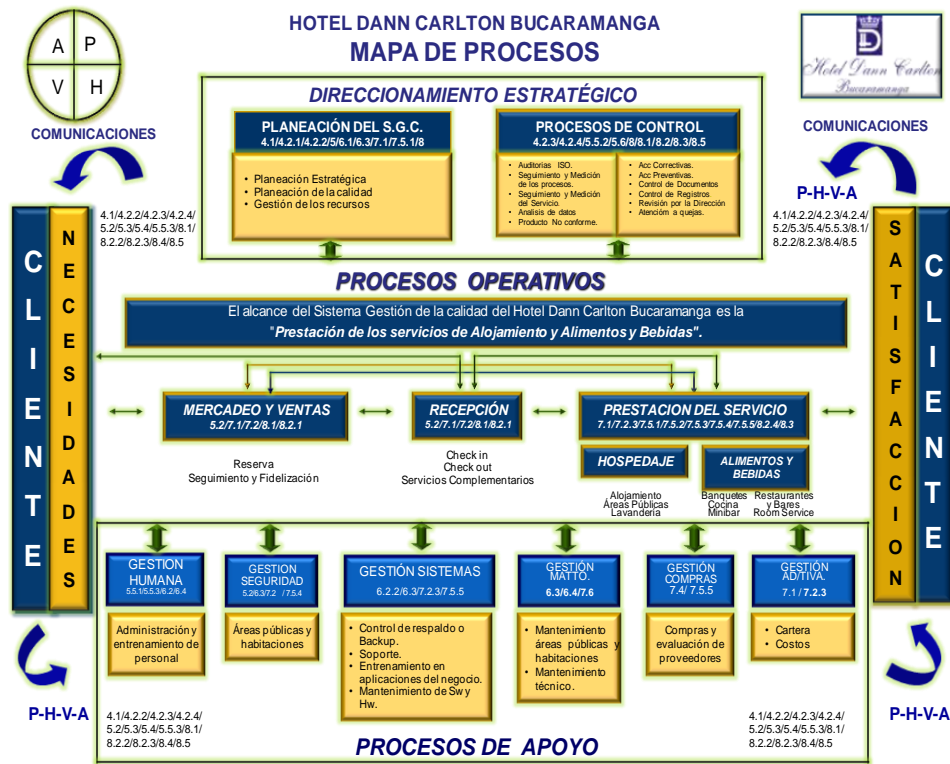 HOTEL DANN CARLTON BUCARAMANGA
MAPA DE PROCESOS
A P
V H
COMUNICACIONES
D
Hotel Dann Carlton
Bucaramanga
COMUNICACIONES
DIRECCIONAMIENTO ESTRATÉGICO
PLANEACIÓN DEL S.G.C.
4.1/4.2.1/4.2.2/5/6.1/6.3/7.1/7.5.1/8
• Planeación Estratégica
• Planeación de la calidad
• Gestión de los recursos
PROCESOS DE CONTROL
4.2.3/4.2.4/5.5.2/5.6/8/8.1/8.2/8.3/8.5
• Auditorias ISO.
• Seguimiento y Medición
de los procesos.
• Seguimiento y Medición
del Servicio.
• Analisis de datos
• Producto No conforme.
• Acc Correctivas.
• Acc Preventivas.
• Control de Documentos
• Control de Registros
• Revisión por la Dirección
• Atención a quejas.
P-H-V-A
4.1/4.2.2/4.2.3/4.2.4/
5.2/5.3/5.4/5.5.3/8.1/
8.2.2/8.2.3/8.4/8.5
4.1/4.2.2/4.2.3/4.2.4/
5.2/5.3/5.4/5.5.3/8.1/
8.2.2/8.2.3/8.4/8.5
CLIENTE
NECESIDADES
SATISFACCION
CLIENTE
PROCESOS OPERATIVOS
El alcance del Sistema Gestión de la calidad del Hotel Dann Carlton Bucaramanga es la
"Prestación de los servicios de Alojamiento y Alimentos y Bebidas".
MERCADEO Y VENTAS
5.2/7.1/7.2/8.1/8.2.1
Reserva
Seguimiento y Fidelización
RECEPCIÓN
5.2/7.1/7.2/8.1/8.2.1
Check in
Check out
Servicios Complementarios
PRESTACION DEL SERVICIO
7.1/7.2.3/7.5.1/7.5.2/7.5.3/7.5.4/7.5.5/8.2.4/8.3
HOSPEDAJE
Alojamiento
Áreas Públicas
Lavandería
ALIMENTOS Y
BEBIDAS
Banquetes
Cocina
Minibar
Restaurantes
y Bares
Room Service
GESTION
HUMANA
5.5.1/5.5.3/6.2/6.4
Administración y
entrenamiento de
personal
GESTION
SEGURIDAD
5.2/6.3/7.2 / 7.5.4
Áreas públicas y
habitaciones
GESTIÓN SISTEMAS
6.2.2/6.3/7.2.3/7.5.5
• Control de respaldo o
Backup.
• Soporte.
• Entrenamiento en
aplicaciones del negocio.
• Mantenimiento de Sw y
Hw.
GESTIÓN
MATTO.
6.3/6.4/7.6
• Mantenimiento
áreas públicas y
habitaciones
• Mantenimiento
técnico.
GESTIÓN
COMPRAS
7.4/ 7.5.5
Compras y
evaluación de
proveedores
GESTIÓN
AD/TIVA.
7.1 / 7.2.3
• Cartera
• Costos
P-H-V-A
4.1/4.2.2/4.2.3/4.2.4/
5.2/5.3/5.4/5.5.3/8.1/
8.2.2/8.2.3/8.4/8.5
4.1/4.2.2/4.2.3/4.2.4/
5.2/5.3/5.4/5.5.3/8.1/
8.2.2/8.2.3/8.4/8.5
P-H-V-A
PROCESOS DE APOYO